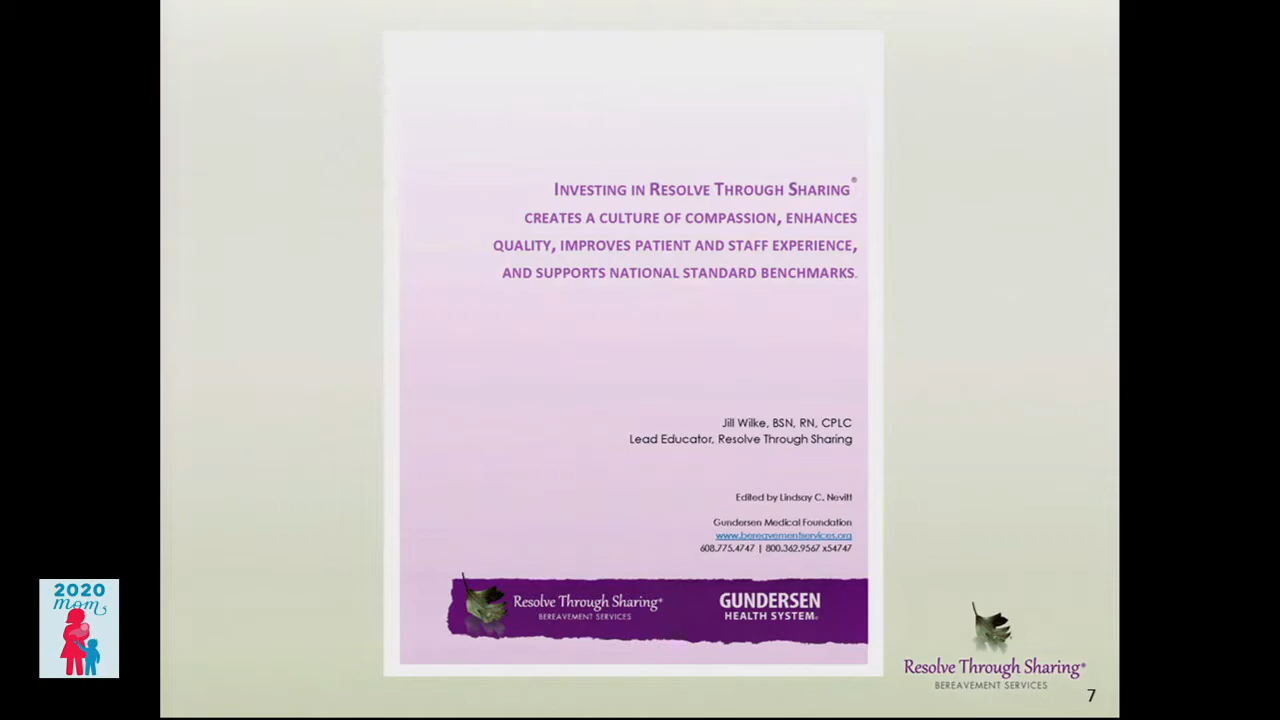 INVESTING IN RESOLVE THROUGH SHARING®
CREATES A CULTURE OF COMPASSION, ENHANCES
QUALITY, IMPROVES PATIENT AND STAFF EXPERIENCE,
AND SUPPORTS NATIONAL STANDARD BENCHMARKS.
Jill Wilke, BSN, RN, CPLC
Lead Educator, Resolve Through Sharing
Edited by Lindsay C. Nevitt
Gundersen Medical Foundation
www.bereavementservices.org
608.775.4747 | 800.362.9567 x54747
Resolve Through Sharing®
BEREAVEMENT SERVICES
GUNDERSEN
HEALTH SYSTEM®
2020
mom
Resolve Through Sharing®
BEREAVEMENT SERVICES
7